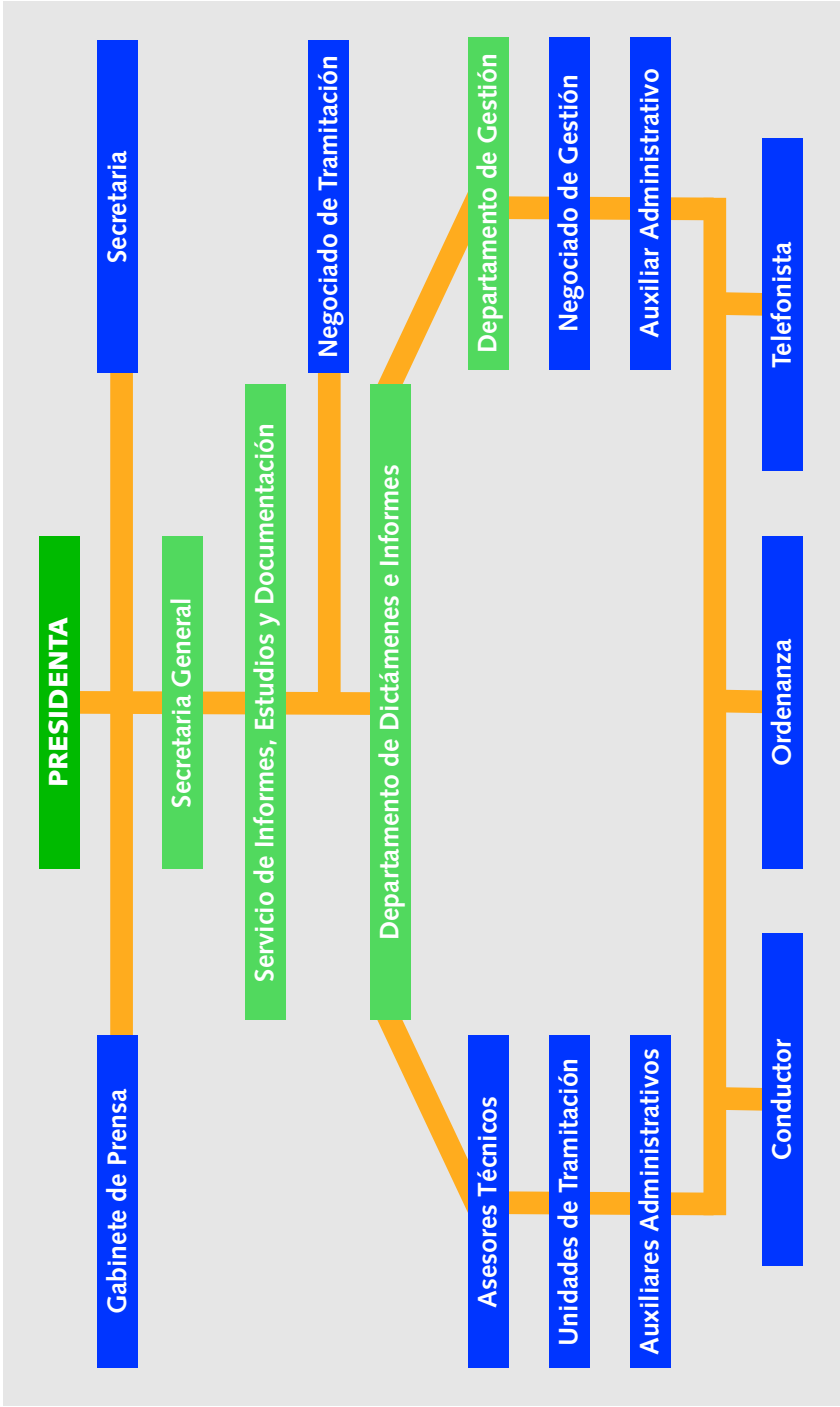 PRESIDENTA
Gabinete de Prensa
Secretaria
Secretaria General
Servicio de Informes, Estudios y Documentación
Negociado de Tramitación
Departamento de Dictámenes e Informes
Asesores Técnicos
Departamento de Gestión
Unidades de Tramitación
Negociado de Gestión
Auxiliares Administrativos
Auxiliar Administrativo
Conductor
Ordenanza
Telefonista